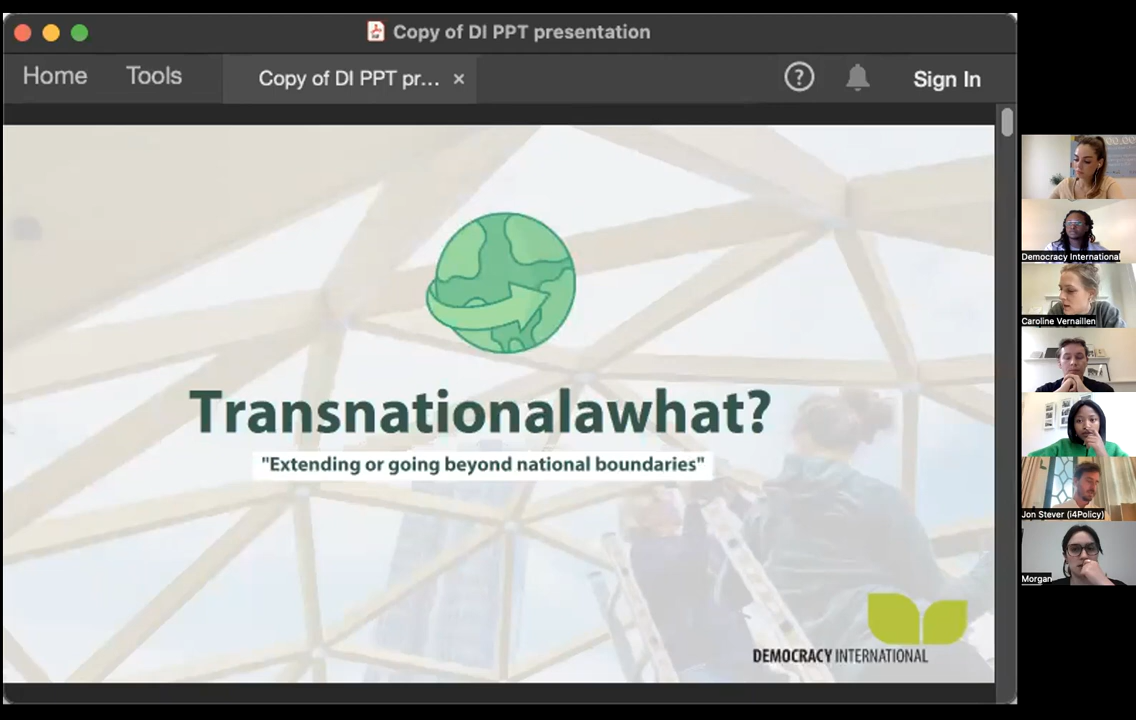 Copy of DI PPT presentation
Home Tools Copy of DI PPT pr... × ? Sign In
Transnationalawhat?
"Extending or going beyond national boundaries"
DEMOCRACY INTERNATIONAL
Democracy International
Caroline Vernaillen
Jon Stever (i4Policy)
Morgan